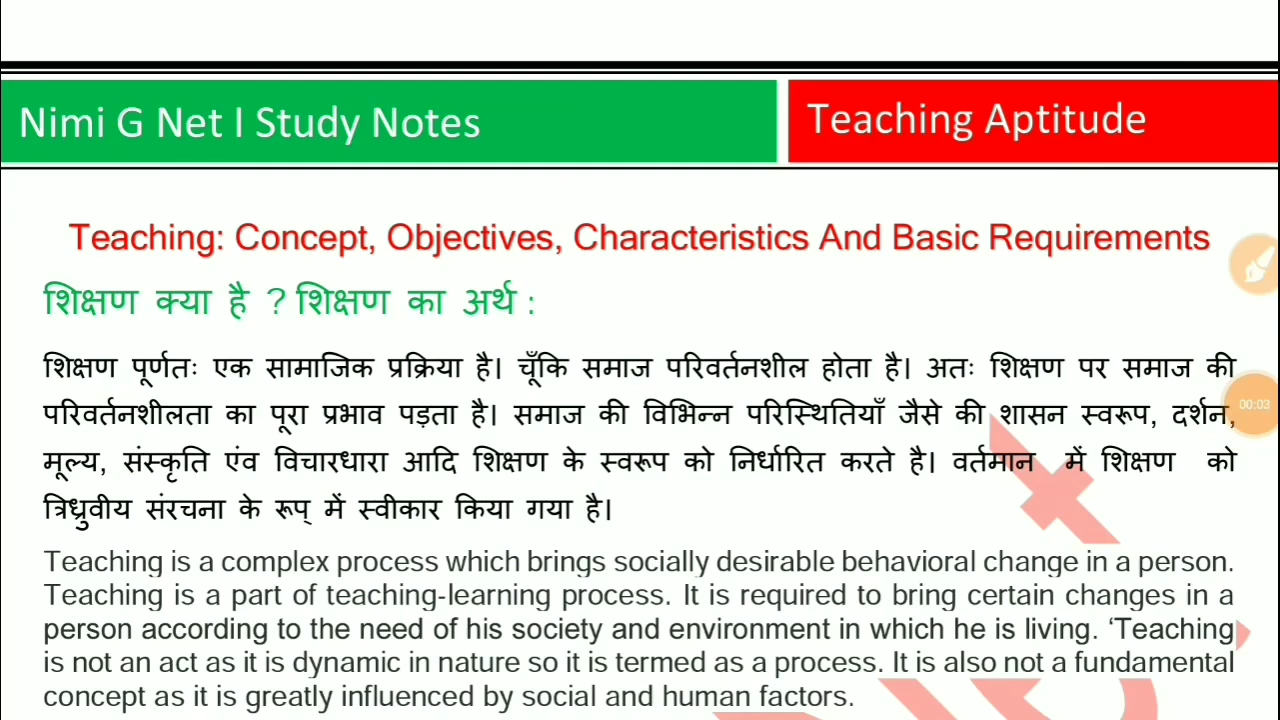 Nimi G Net I Study Notes
Teaching Aptitude
Teaching: Concept, Objectives, Characteristics And Basic Requirements
शिक्षण क्या है ? शिक्षण का अर्थ :
शिक्षण पूर्णतः एक सामाजिक प्रक्रिया है। चूँकि समाज परिवर्तनशील होता है। अतः शिक्षण पर समाज की
परिवर्तनशीलता का पूरा प्रभाव पड़ता है। समाज की विभिन्न परिस्थितियाँ जैसे की शासन स्वरूप, दर्शन,
मूल्य, संस्कृति एंव विचारधारा आदि शिक्षण के स्वरूप को निर्धारित करते है। वर्तमान में शिक्षण को
त्रिध्रुवीय संरचना के रूप् में स्वीकार किया गया है।
Teaching is a complex process which brings socially desirable behavioral change in a person.
Teaching is a part of teaching-learning process. It is required to bring certain changes in a
person according to the need of his society and environment in which he is living. ‘Teaching
is not an act as it is dynamic in nature so it is termed as a process. It is also not a fundamental
concept as it is greatly influenced by social and human factors.
00:03